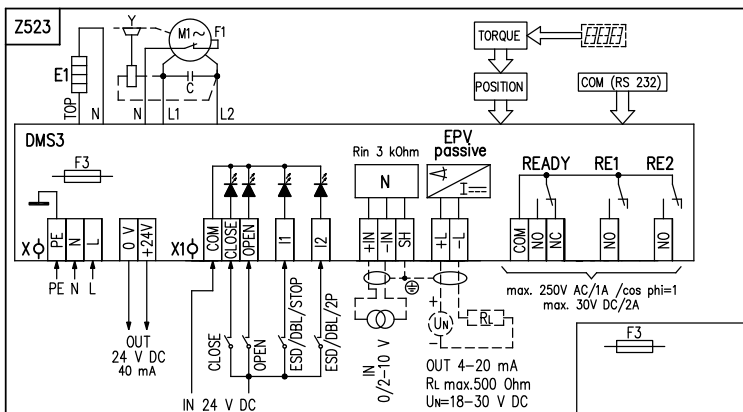 Z523
Y
M1~
F1
TORQUE
E1
C
POSITION
COM (RS 232)
TOP
N
N
L1
L2
DMS3
F3
Rin 3 kOhm
N
EPV
passive
I
READY
RE1
RE2
X
PE
N
L
0 V
+24V
X1
COM
CLOSE
OPEN
I1
I2
+IN
-IN
SH
+L
-L
COM
NO
NC
NO
NO
PE N L
OUT
24 V DC
40 mA
CLOSE
OPEN
ESD/DBL/STOP
ESD/DBL/2P
IN 24 V DC
IN
0/2-10 V
+
UN
-
RL
OUT 4-20 mA
RL max.500 Ohm
UN=18-30 V DC
max. 250V AC/1A /cos phi=1
max. 30V DC/2A
F3